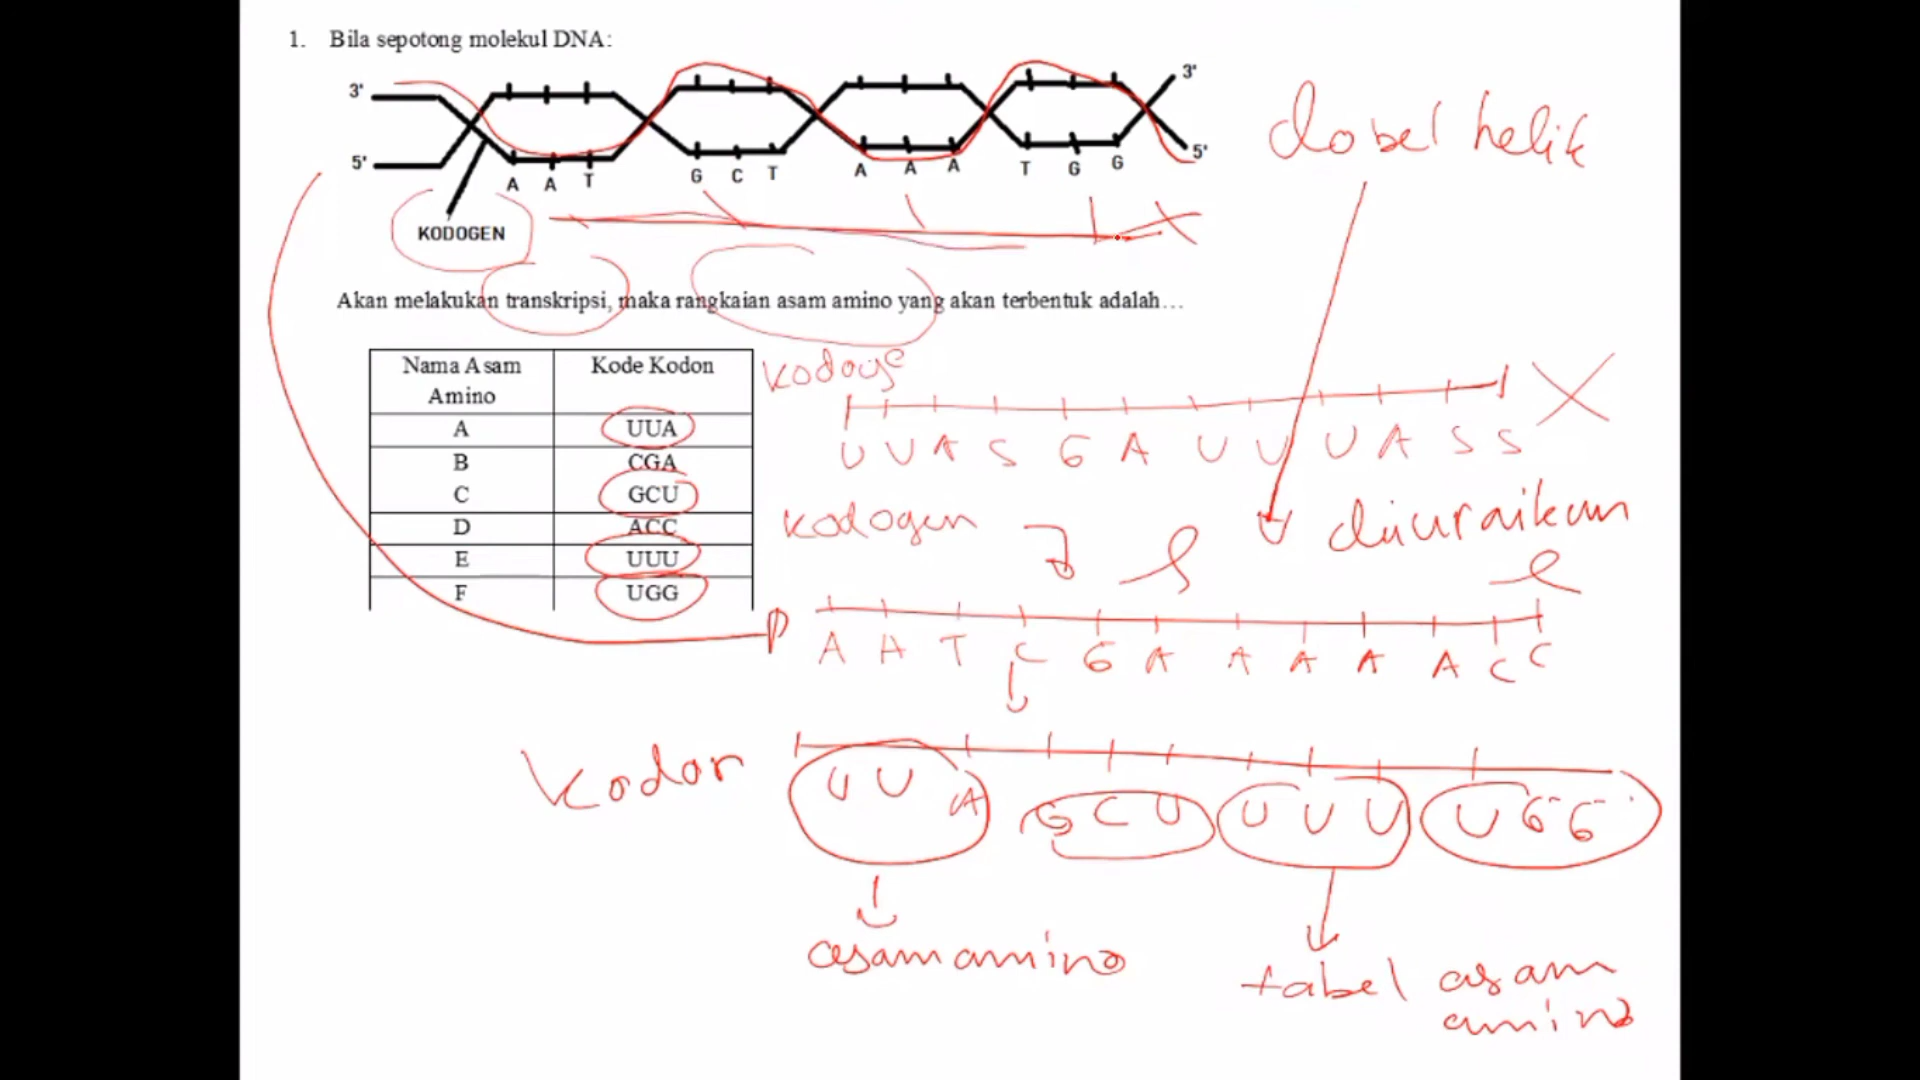 1. Bila sepotong molekul DNA:
3' 3'
5' 5'
A A T G C T A A A T G G
KODOGEN
dobel helik
Akan melakukan transkripsi, maka rangkaian asam amino yang akan terbentuk adalah...
Nama Asam Amino Kode Kodon
A UUA
B CGA
C GCU
D ACC
E UUU
F UGG
U U A S G A U U U A S S
kodogen
diuraikan
A A T C G A A A A A C C
kodon
U U A G C U U U U U G G
asam amino
tabel asam
amino